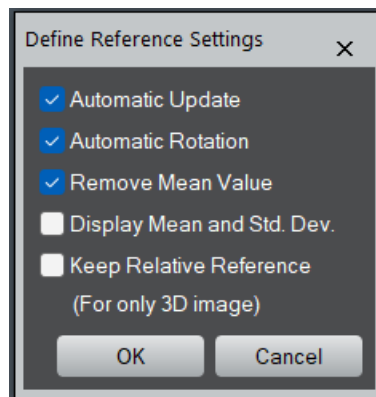 Define Reference Settings
Automatic Update
Automatic Rotation
Remove Mean Value
Display Mean and Std. Dev.
Keep Relative Reference
(For only 3D image)
OK
Cancel